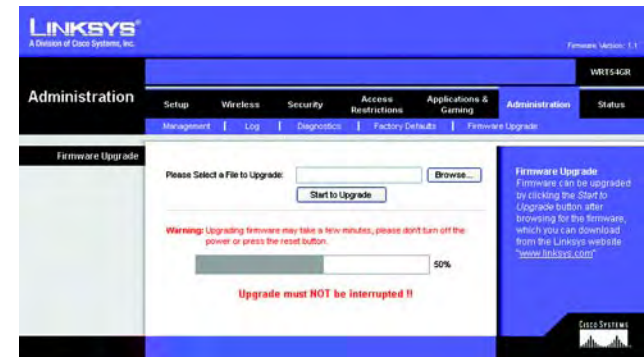 LINKSYS®
A Division of Cisco Systems, Inc.
Firmware Version: 1.1
WRT54GR
Administration
Setup
Wireless
Security
Access
Restrictions
Applications &
Gaming
Administration
Status
Management | Log | Diagnostics | Factory Defaults | Firmware Upgrade
Firmware Upgrade
Please Select a File to Upgrade:
Browse...
Start to Upgrade
Warning: Upgrading firmware may take a few minutes, please don't turn off the
power or press the reset button.
50%
Upgrade must NOT be interrupted !!
Firmware Upgrade
Firmware can be upgraded
by clicking the Start to
Upgrade button after
browsing for the firmware,
which you can download
from the Linksys website
"www.linksys.com"
CISCO SYSTEMS